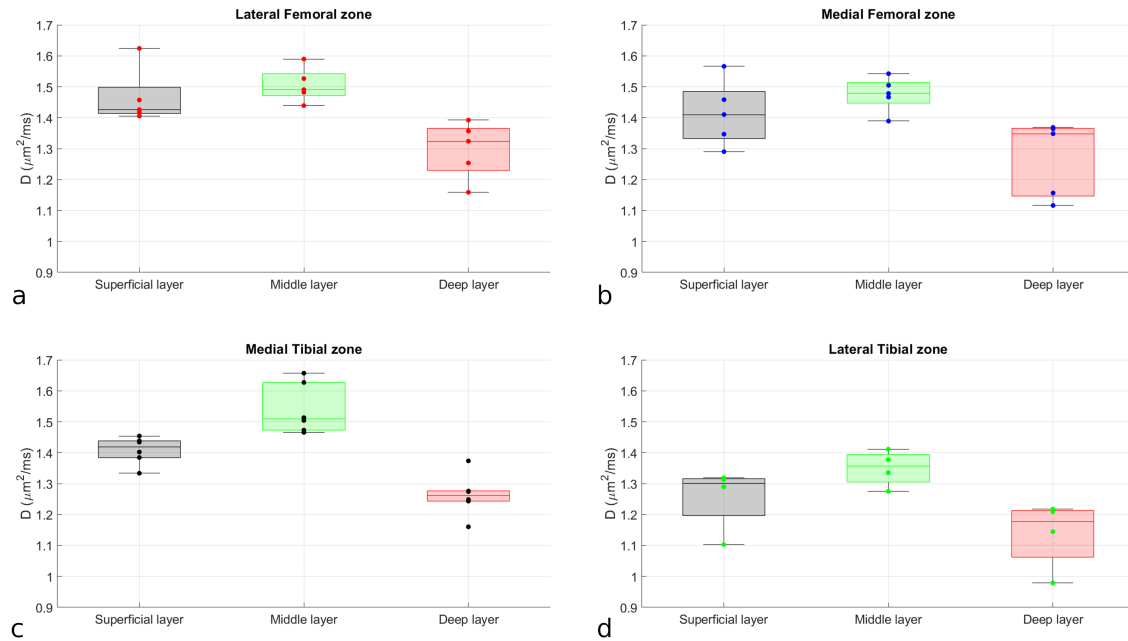 Lateral Femoral zone
1.7
1.6
1.5
1.4
1.3
1.2
1.1
1
0.9
D (μm²/ms)
Superficial layer Middle layer Deep layer
a
Medial Femoral zone
1.7
1.6
1.5
1.4
1.3
1.2
1.1
1
0.9
D (μm²/ms)
Superficial layer Middle layer Deep layer
b
Medial Tibial zone
1.7
1.6
1.5
1.4
1.3
1.2
1.1
1
0.9
D (μm²/ms)
Superficial layer Middle layer Deep layer
c
Lateral Tibial zone
1.7
1.6
1.5
1.4
1.3
1.2
1.1
1
0.9
D (μm²/ms)
Superficial layer Middle layer Deep layer
d